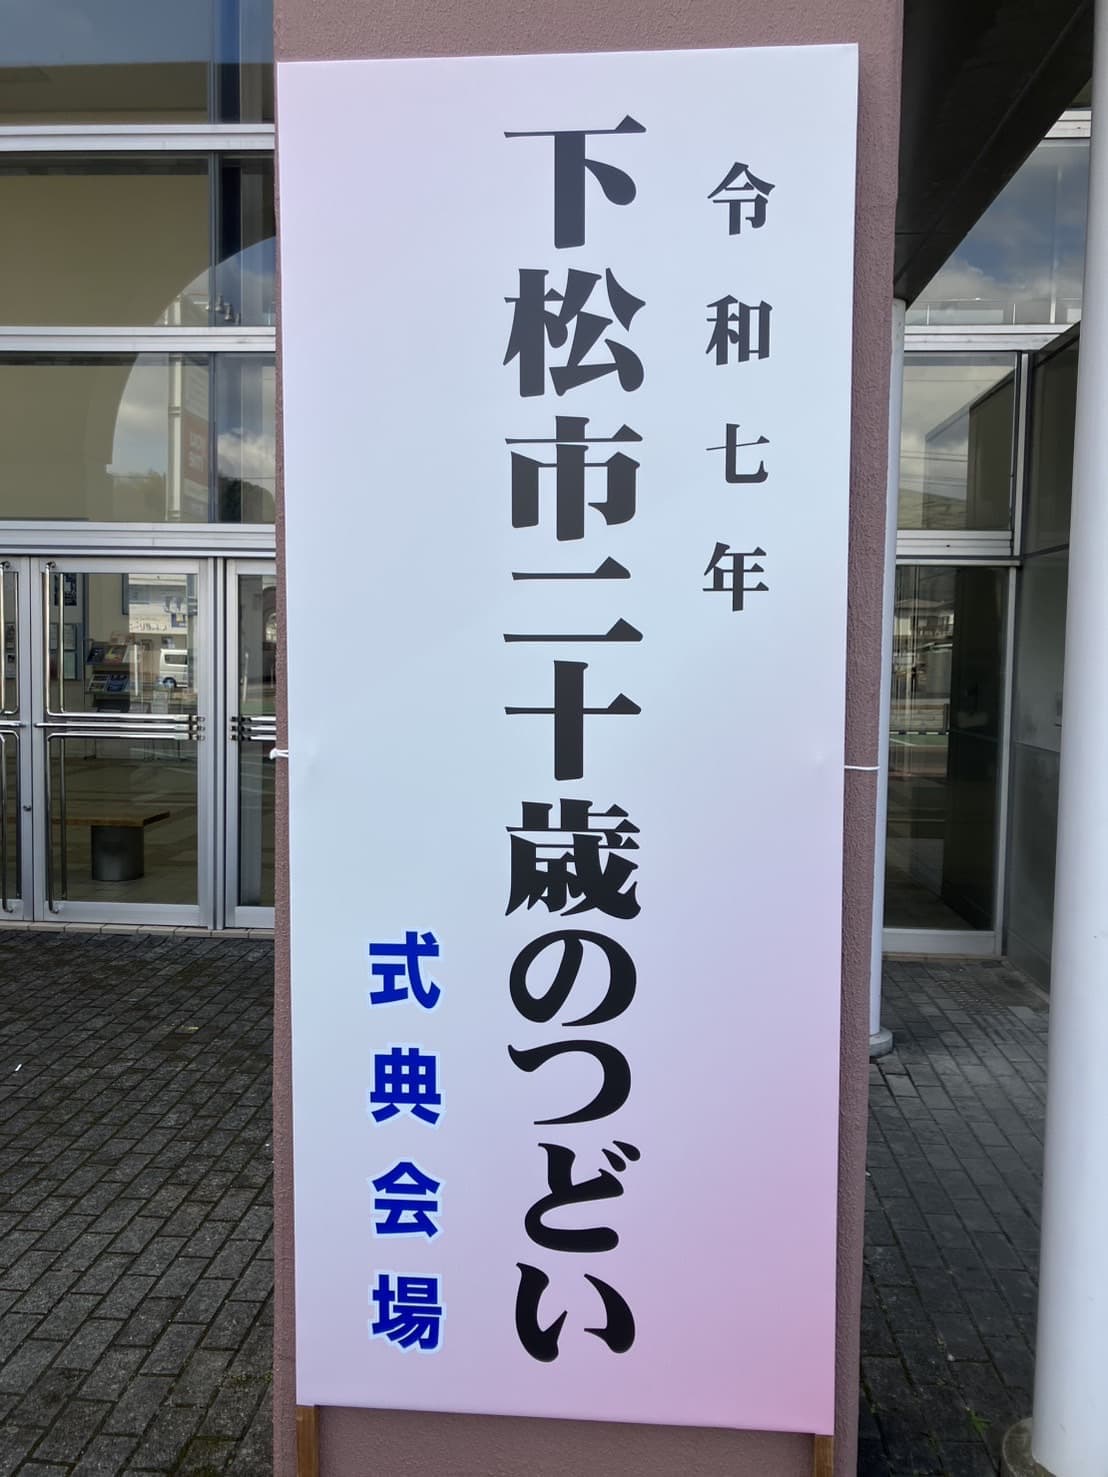 令和七年
下松市二十歳のつどい
式典会場